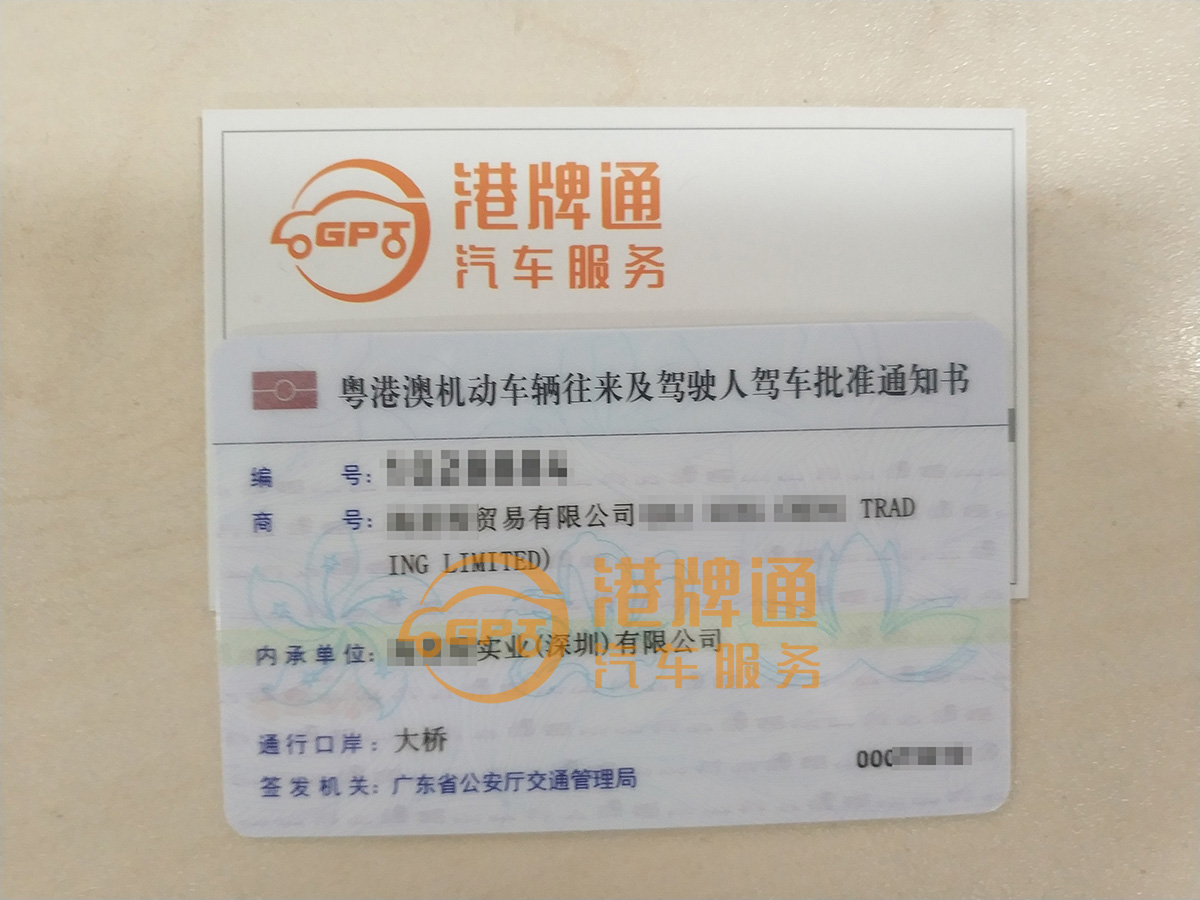 GPT
港牌通
汽车服务
粤港澳机动车辆往来及驾驶人驾车批准通知书
编 号:
商 号: 贸易有限公司 TRAD
ING LIMITED)
GPT
港牌通
汽车服务
内承单位: 实业(深圳)有限公司
通行口岸: 大桥
000
签发机关: 广东省公安厅交通管理局